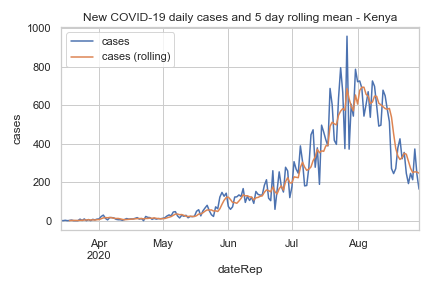 New COVID-19 daily cases and 5 day rolling mean - Kenya
cases
cases (rolling)
1000
800
600
400
200
0
cases
Apr
2020
May
Jun
Jul
Aug
dateRep